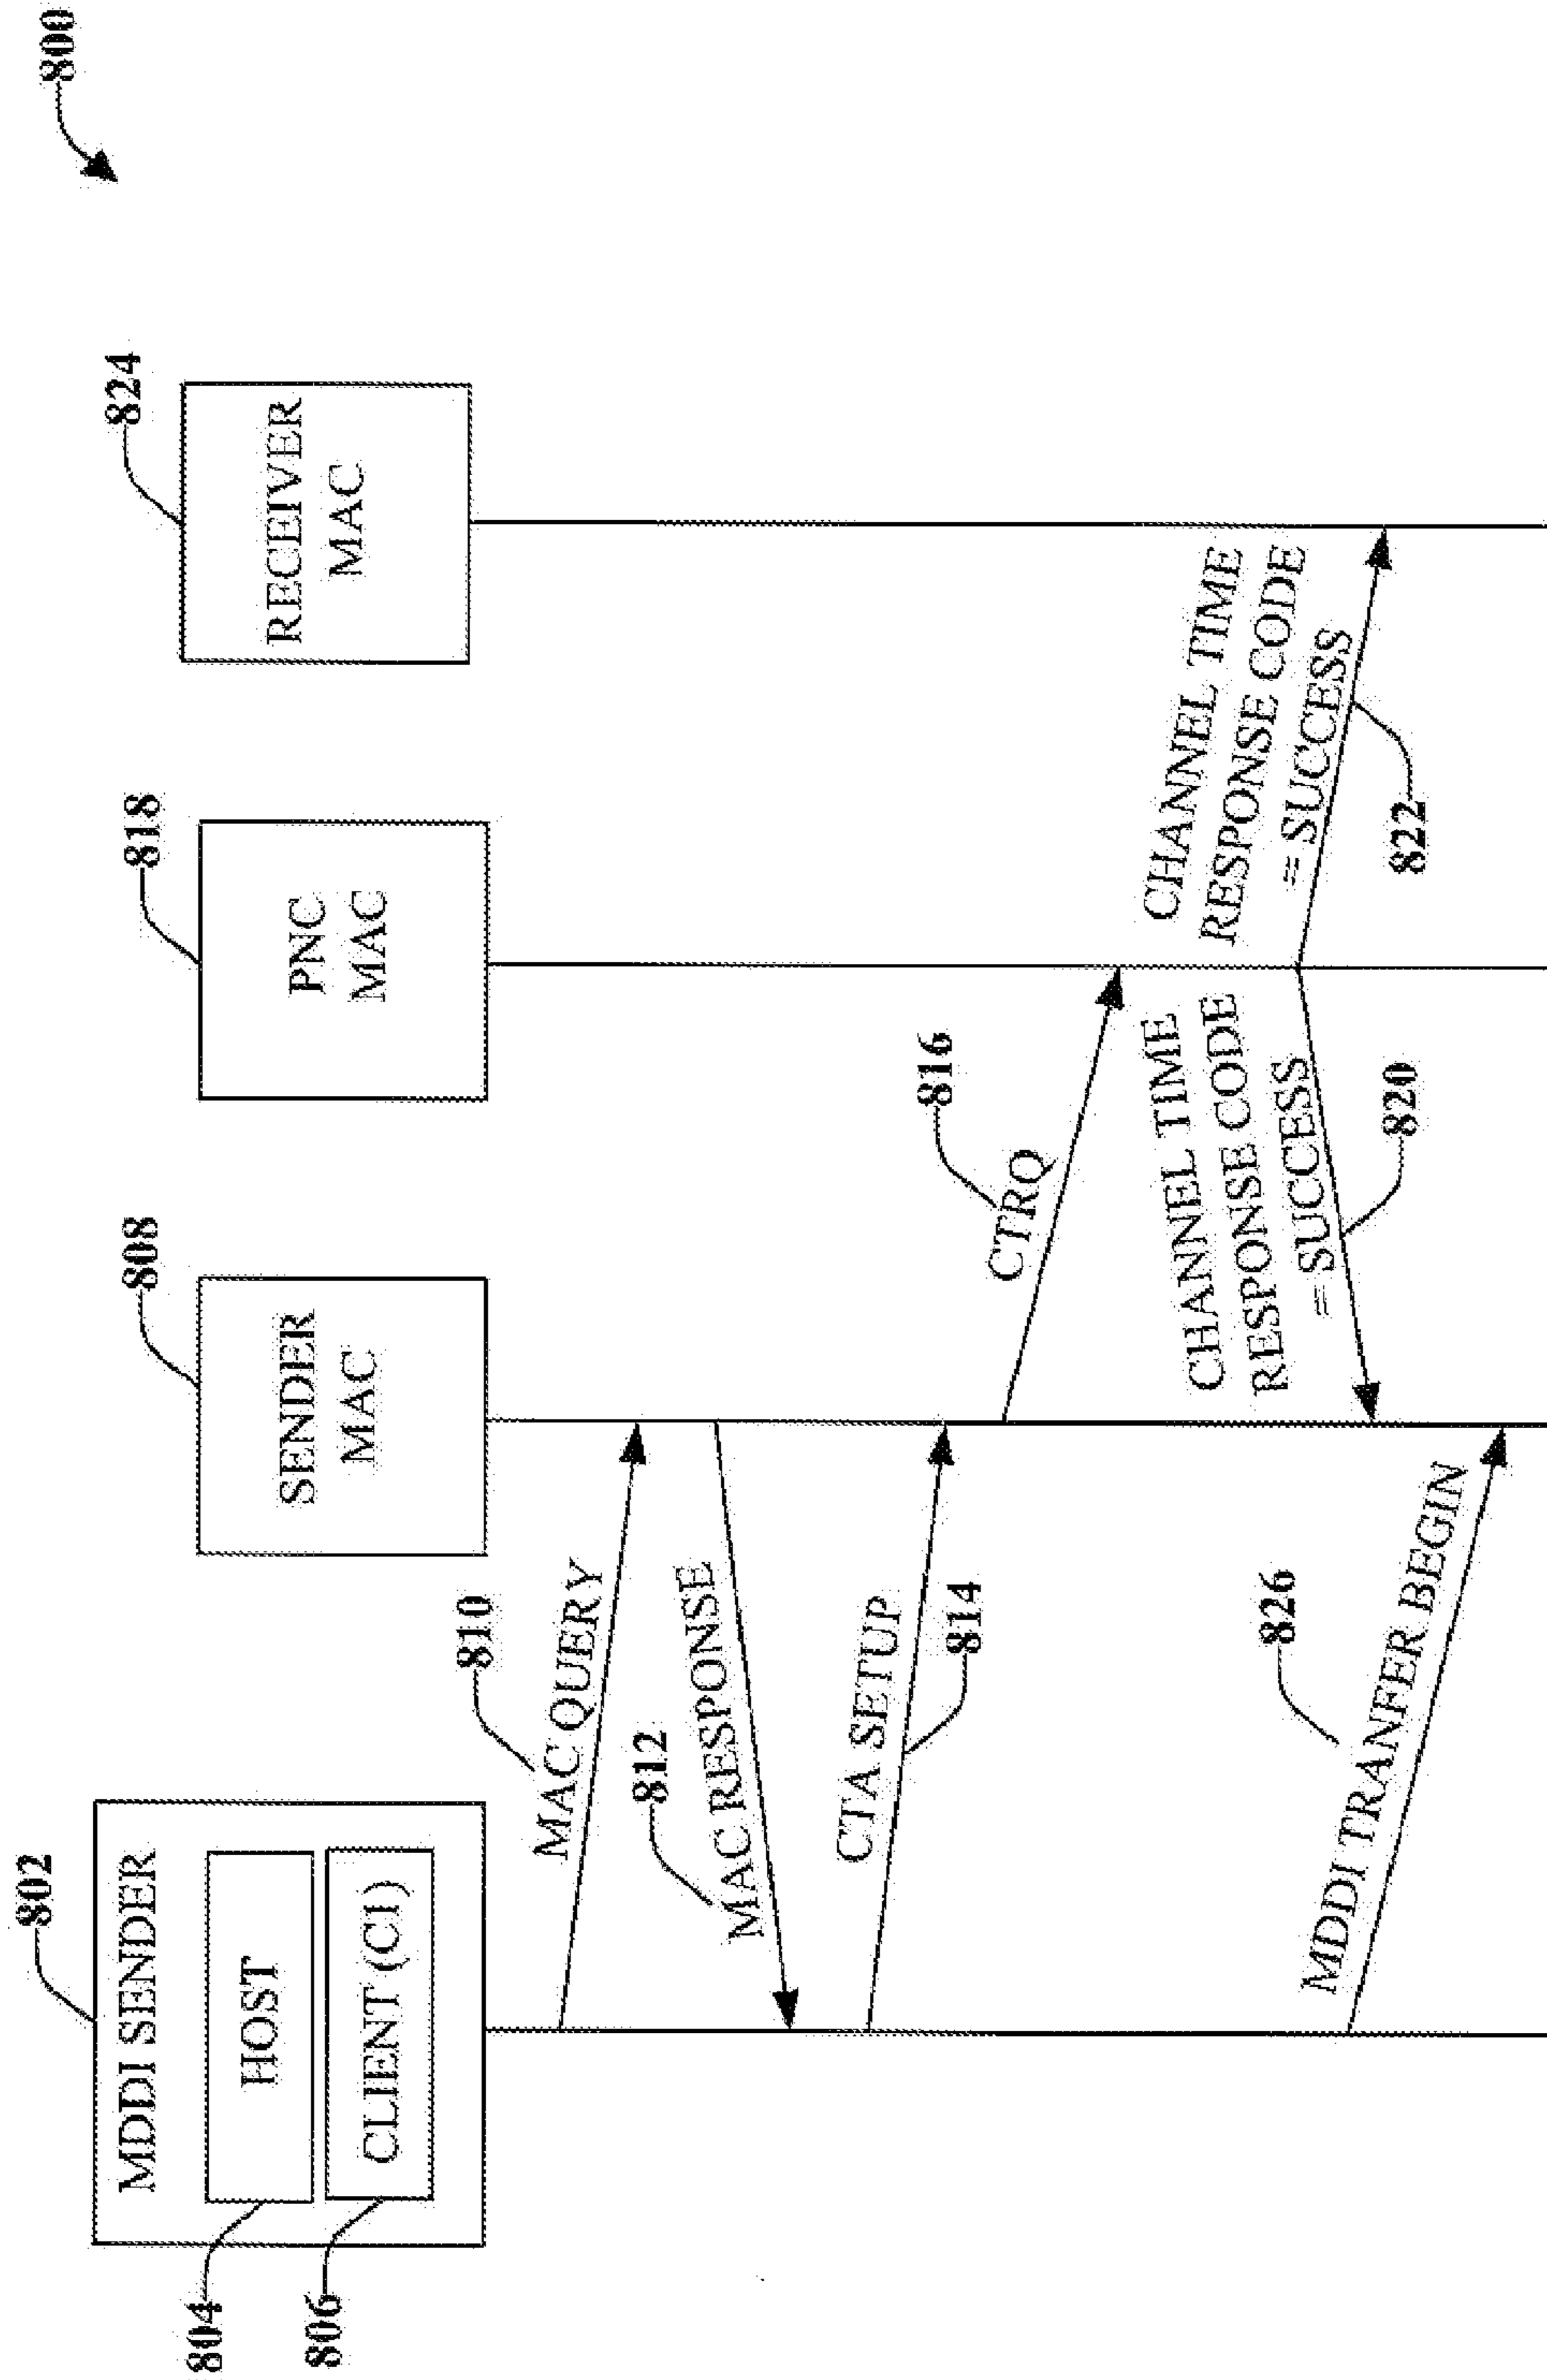 800
802
MDDI SENDER
HOST
CLIENT (C1)
804
806
808
SENDER
MAC
818
PNC
MAC
824
RECEIVER
MAC
810
MAC QUERY
812
MAC RESPONSE
CTA SETUP
814
816
CTRQ
CHANNEL TIME
RESPONSE CODE
= SUCCESS
820
CHANNEL TIME
RESPONSE CODE
= SUCCESS
822
826
MDDI TRANFER BEGIN